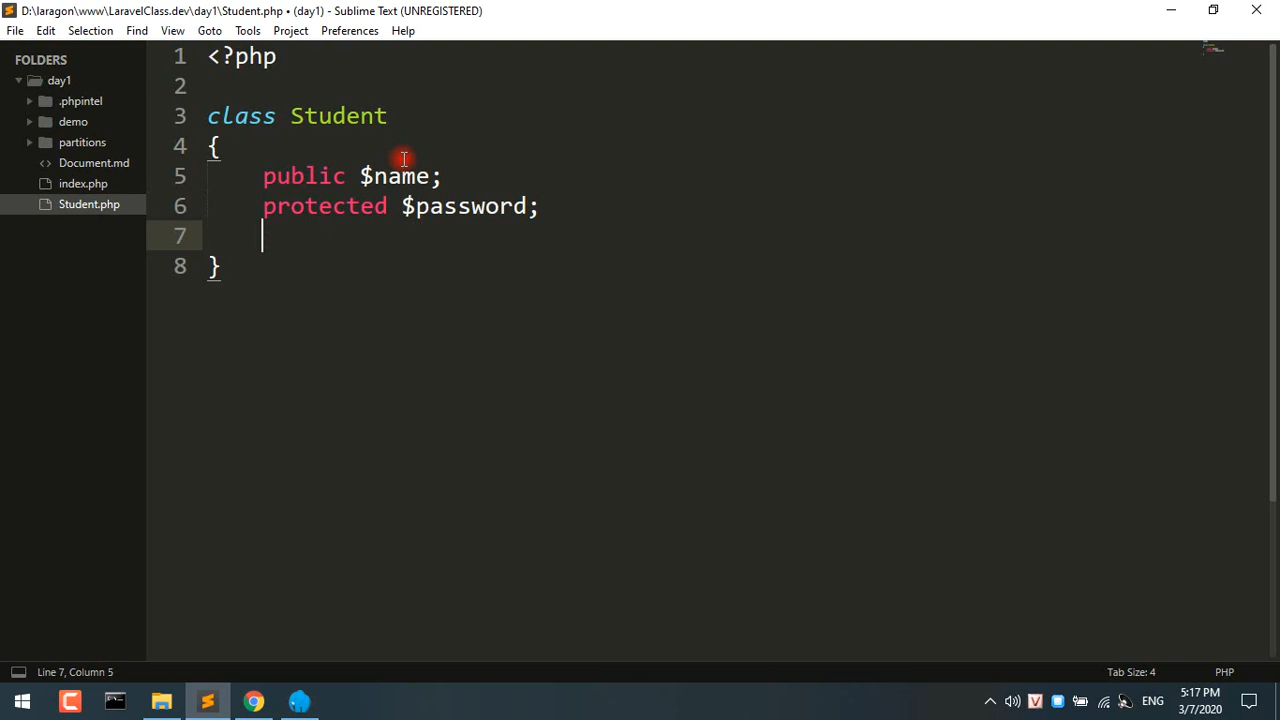 D:\laragon\www\LaravelClass.dev\day1\Student.php • (day1) - Sublime Text (UNREGISTERED)
File Edit Selection Find View Goto Tools Project Preferences Help
FOLDERS
day1
.phpintel
demo
partitions
Document.md
index.php
Student.php
1 <?php
2
3 class Student
4 {
5 public $name;
6 protected $password;
7
8 }
Line 7, Column 5
Tab Size: 4
PHP
ENG
5:17 PM
3/7/2020